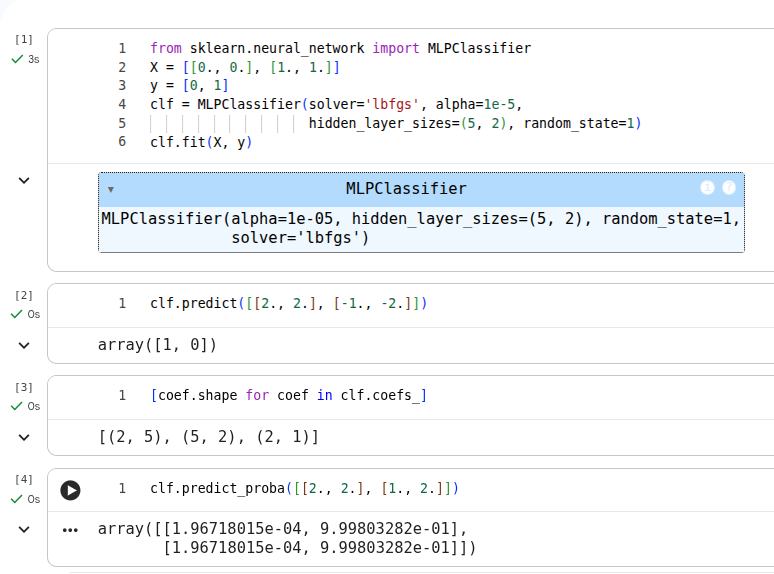 [1]
3s
1 from sklearn.neural_network import MLPClassifier
2 X = [[0., 0.], [1., 1.]]
3 y = [0, 1]
4 clf = MLPClassifier(solver='lbfgs', alpha=1e-5,
5                     hidden_layer_sizes=(5, 2), random_state=1)
6 clf.fit(X, y)
MLPClassifier i ?
MLPClassifier(alpha=1e-05, hidden_layer_sizes=(5, 2), random_state=1,
              solver='lbfgs')
[2]
0s
1 clf.predict([[2., 2.], [-1., -2.]])
array([1, 0])
[3]
0s
1 [coef.shape for coef in clf.coefs_]
[(2, 5), (5, 2), (2, 1)]
[4]
0s
1 clf.predict_proba([[2., 2.], [1., 2.]])
array([[1.96718015e-04, 9.99803282e-01],
       [1.96718015e-04, 9.99803282e-01]])